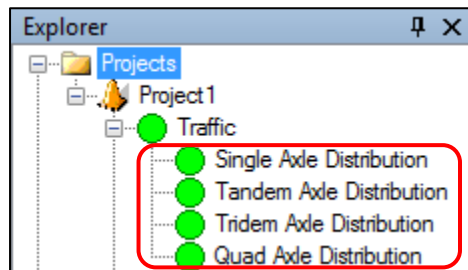 Explorer
Projects
Project1
Traffic
Single Axle Distribution
Tandem Axle Distribution
Tridem Axle Distribution
Quad Axle Distribution